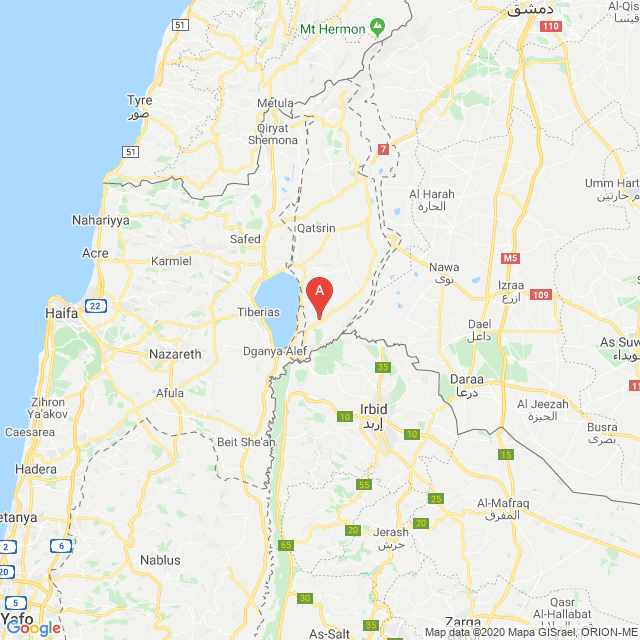 Al-Qis
دمشق
قيسا
51
110
Mt Hermon
Tyre
صور
Metula
Qiryat
Shemona
51
7
Al Harah
الحارة
Umm Hart
Nahariyya
Qatsrin
Safed
Acre
Karmiel
M5
Nawa
نوى
Izraa
ازرع
109
A
22
Haifa
Tiberias
Dael
داعل
As Suw
Nazareth
Dganya Alef
35
Daraa
درعا
Afula
Zihron
Ya'akov
Irbid
إربد
Al Jeezah
الجيزة
10
10
Busra
بصرى
Caesarea
Beit She'an
15
Hadera
55
25
Al-Mafraq
المفرق
etanya
20
20
Jerash
جرش
2
6
65
Nablus
20
5
30
Qasr
Al-Hallabat
Yafo
Google
35
As-Salt
Zarqa
Map data ©2020 Mapa GISrael, ORION-ME